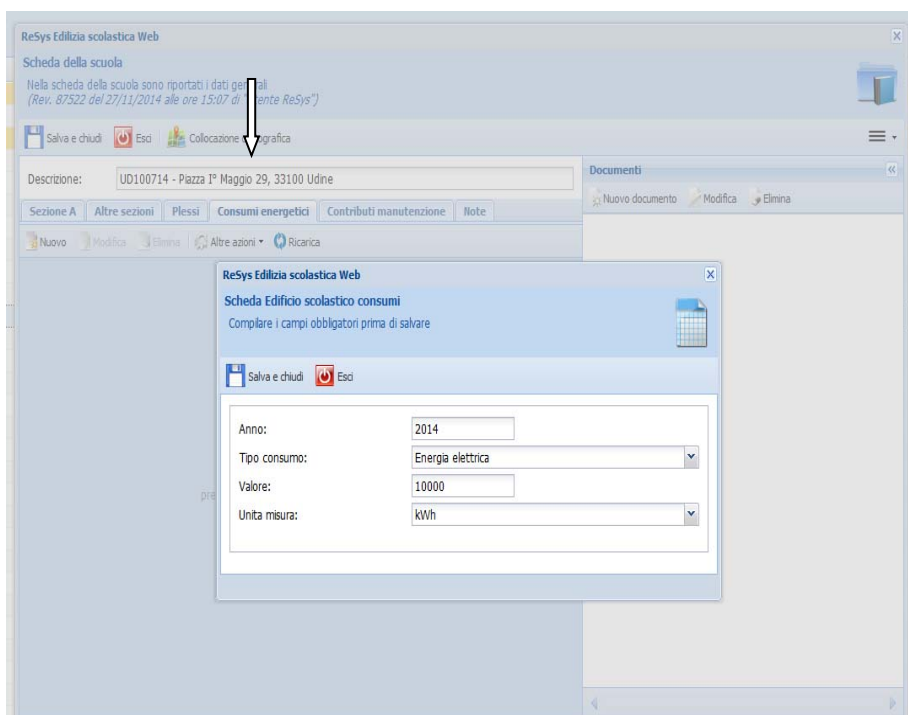 ReSys Edilizia scolastica Web
Scheda della scuola
Nella scheda della scuola sono riportati i dati generali
(Rev. 87522 del 27/11/2014 alle ore 15:07 di "Utente ReSys")
Salva e chiudi Esci Collocazione
Descrizione: UD100714 - Piazza I° Maggio 29, 33100 Udine
Documenti
Nuovo documento Modifica Elimina
Sezione A Altre sezioni Plessi Consumi energetici Contributi manutenzione Note
Nuovo Modifica Elimina Altre azioni Ricarica
ReSys Edilizia scolastica Web
Scheda Edificio scolastico consumi
Compilare i campi obbligatori prima di salvare
Salva e chiudi Esci
Anno: 2014
Tipo consumo: Energia elettrica
Valore: 10000
pre
Unita misura: kWh